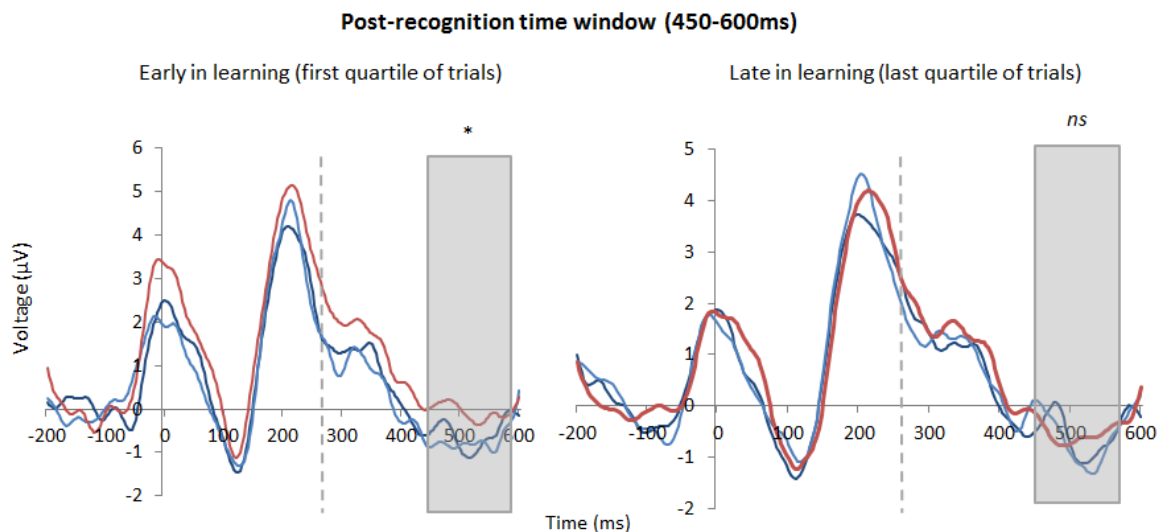 Post-recognition time window (450-600ms)
Early in learning (first quartile of trials)
Late in learning (last quartile of trials)
*
ns
6
5
4
3
2
1
0
-1
-2
Voltage (µV)
-200 -100 0 100 200 300 400 500 600
5
4
3
2
1
0
-1
-2
-200 -100 0 100 200 300 400 500 600
Time (ms)